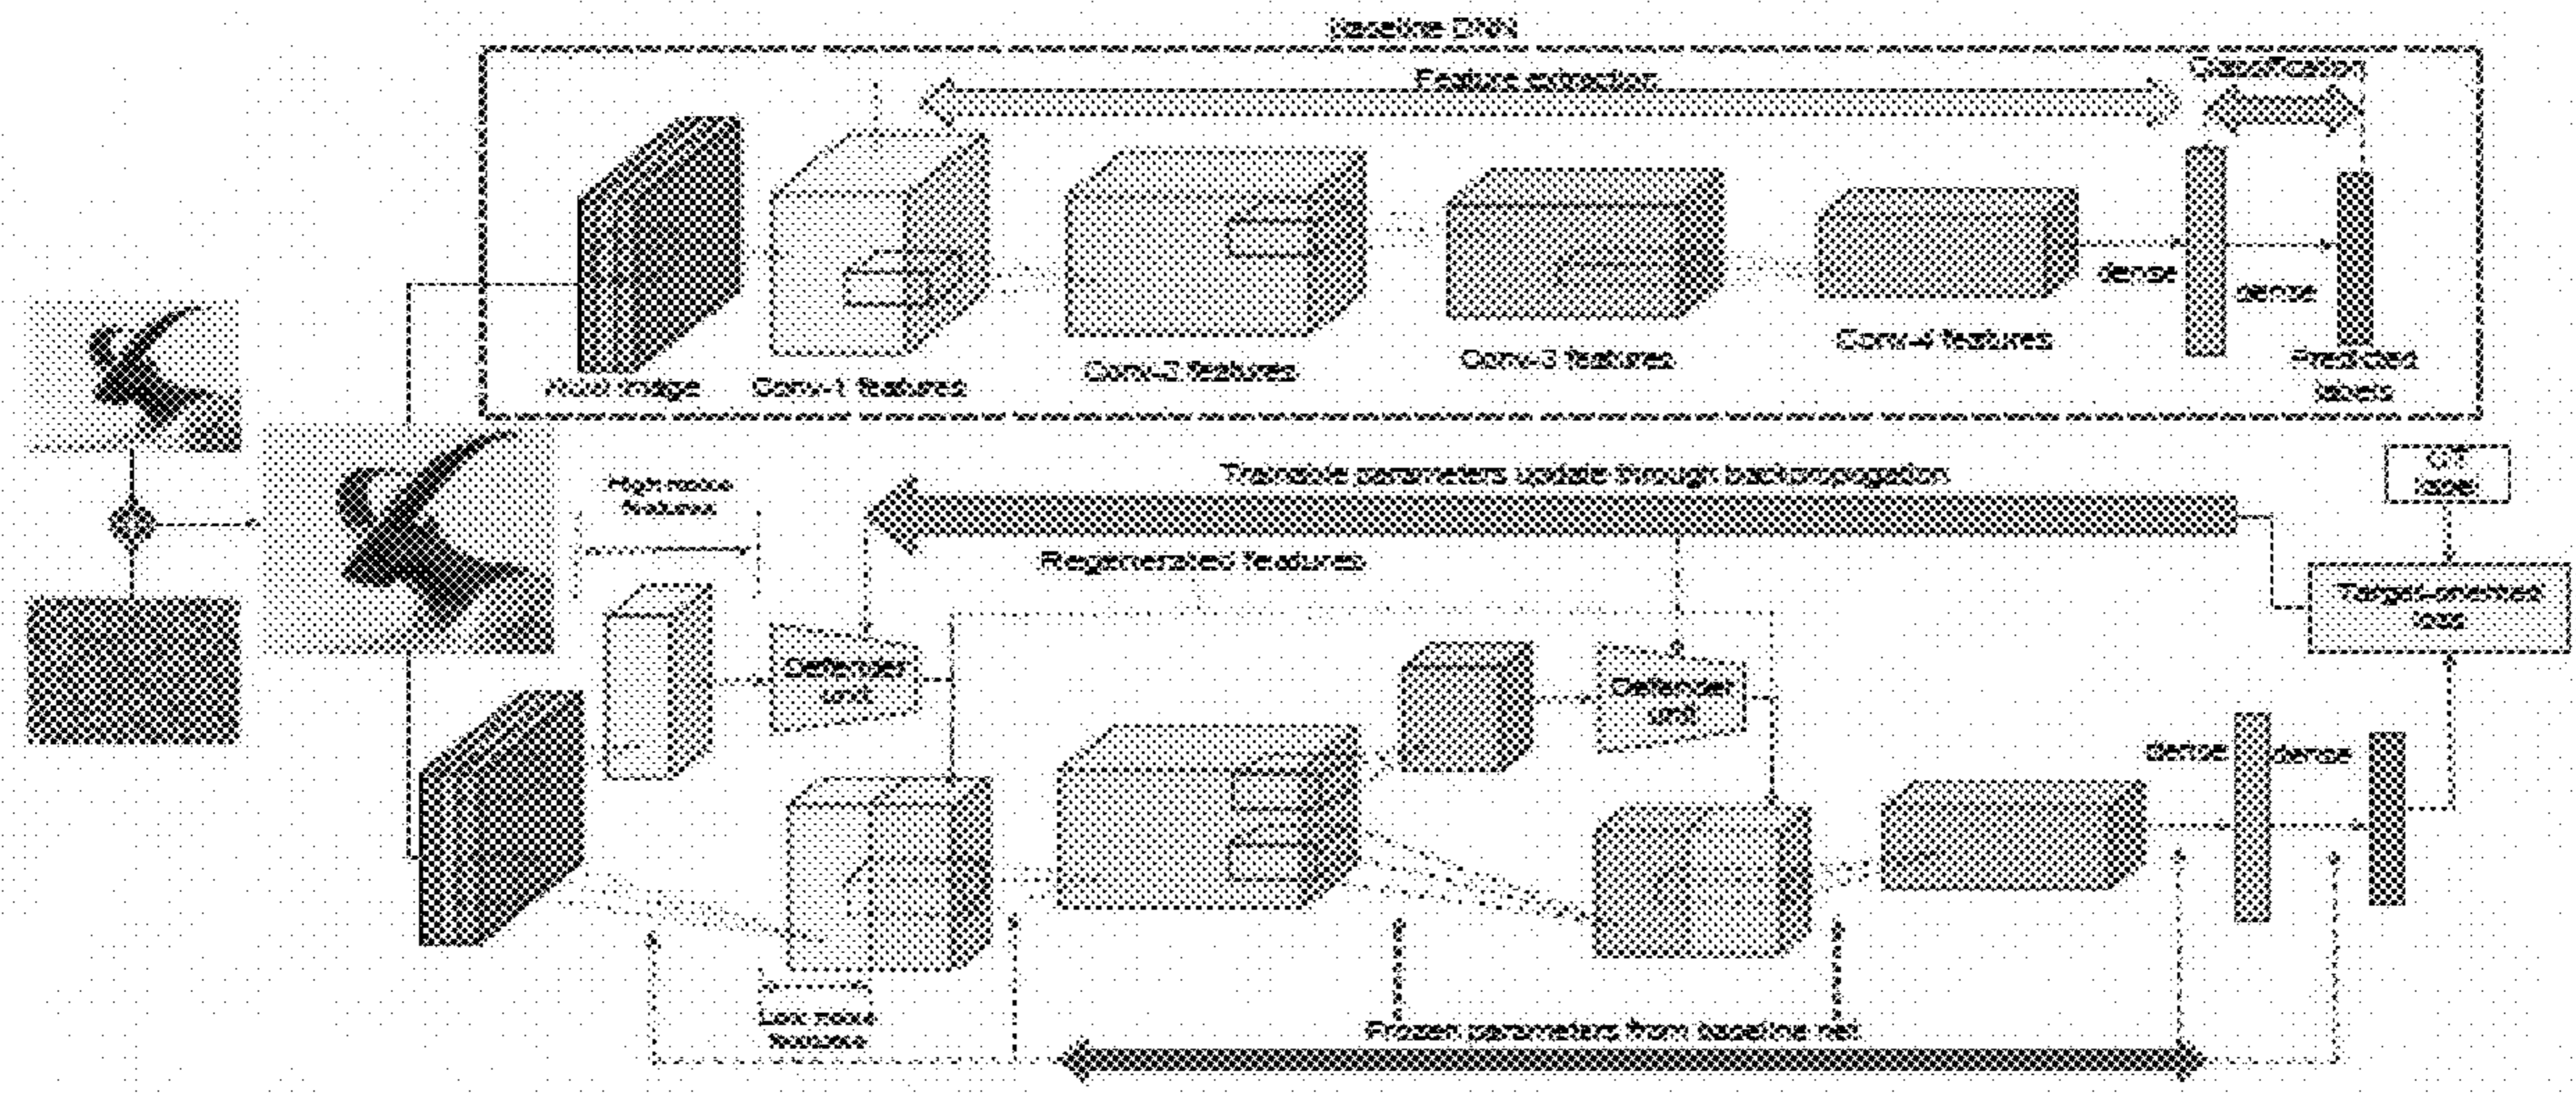 Baseline DNN
Feature extraction
Classification
dense
dense
Adv. image
Conv-1 features
Conv-2 features
Conv-3 features
Conv-4 features
Predicted
labels
High noise
features
Trainable parameters update through backpropogation
GT
label
Regenerated features
Target-oriented
loss
Defender
unit
Defender
unit
dense
dense
Low noise
features
Frozen parameters from baseline net